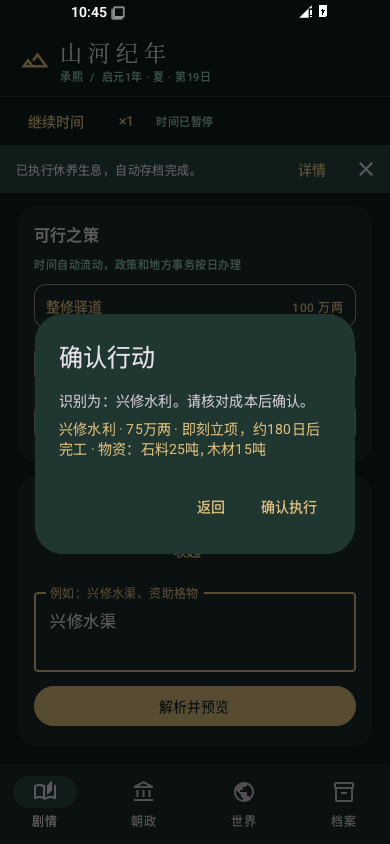 10:45
山河纪年
承熙 / 启元1年 · 夏 · 第19日
继续时间 ×1 时间已暂停
已执行休养生息，自动存档完成。 详情
可行之策
时间自动流动，政策和地方事务按日办理
整修驿道 100 万两
确认行动
识别为：兴修水利。请核对成本后确认。
兴修水利 · 75万两 · 即刻立项，约180日后
完工 · 物资：石料25吨, 木材15吨
返回 确认执行
例如：兴修水渠、资助格物
兴修水渠
解析并预览
剧情 朝政 世界 档案